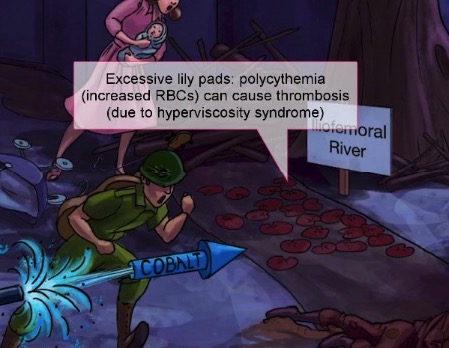 Excessive lily pads: polycythemia
(increased RBCs) can cause thrombosis
(due to hyperviscosity syndrome)
Iliofemoral
River
COBALT